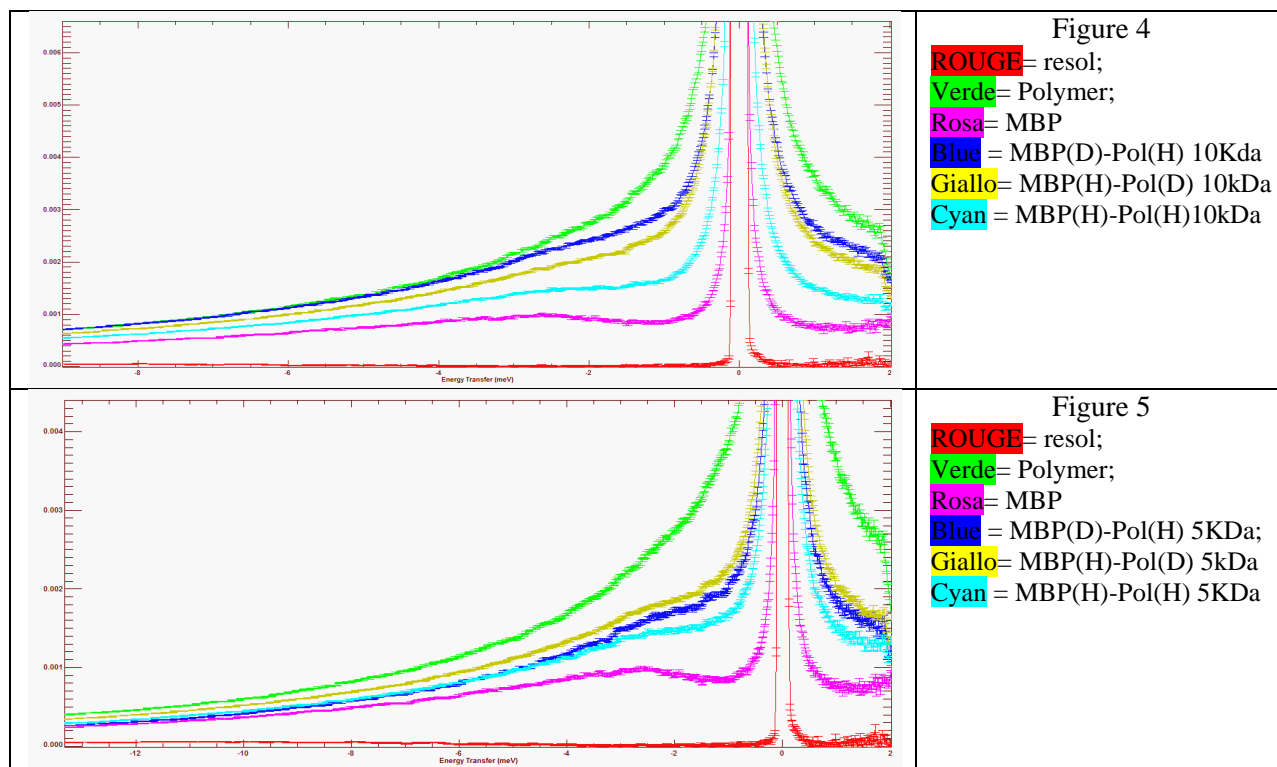 0.006
0.005
0.004
0.003
0.002
0.001
0.000
-8
-6
-4
-2
0
2
Energy Transfer (meV)
Figure 4
ROUGE= resol;
Verde= Polymer;
Rosa= MBP
Blue = MBP(D)-Pol(H) 10Kda
Giallo= MBP(H)-Pol(D) 10kDa
Cyan = MBP(H)-Pol(H)10kDa
0.004
0.003
0.002
0.001
0.000
-12
-10
-8
-6
-4
-2
0
2
Energy Transfer (meV)
Figure 5
ROUGE= resol;
Verde= Polymer;
Rosa= MBP
Blue = MBP(D)-Pol(H) 5KDa;
Giallo= MBP(H)-Pol(D) 5kDa
Cyan = MBP(H)-Pol(H) 5KDa